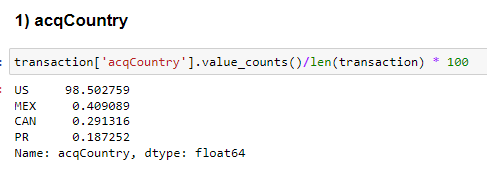 1) acqCountry
: transaction['acqCountry'].value_counts()/len(transaction) * 100
: US 98.502759
MEX 0.409089
CAN 0.291316
PR 0.187252
Name: acqCountry, dtype: float64